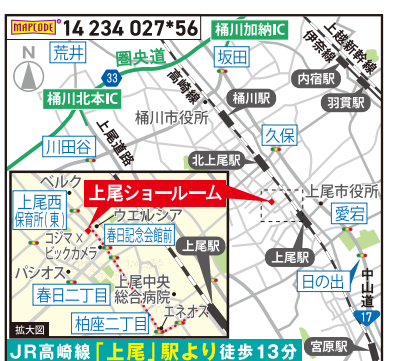 MAPCODE® 14 234 027*56
桶川加納IC
上越新幹線
伊奈線
N
荒井
圏央道
坂田
高崎線
33
内宿駅
羽貫駅
桶川北本IC
桶川駅
桶川市役所
川田谷
上尾道路
久保
北上尾駅
ベルク
上尾ショールーム
上尾市役所
上尾西
保育所(東)
ウエルシア
愛宕
春日記念会館前
コジマ×
ビックカメラ
上尾駅
上尾駅
パシオス
上尾中央
総合病院
日の出
中山道
春日二丁目
エネオス
17
柏座二丁目
拡大図
宮原駅
JR高崎線「上尾」駅より徒歩13分